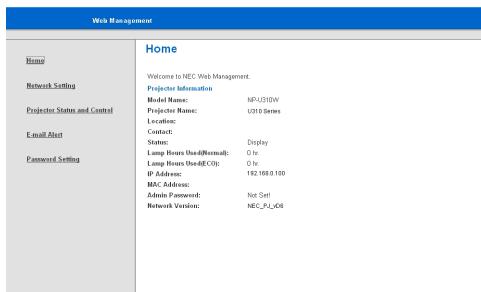 Web Management
Home
Home
Network Setting
Projector Status and Control
E-mail Alert
Password Setting
Welcome to NEC Web Management.
Projector Information
Model Name: NP-U310W
Projector Name: U310 Series
Location:
Contact:
Status: Display
Lamp Hours Used(Normal): 0 hr.
Lamp Hours Used(ECO): 0 hr.
IP Address: 192.168.0.100
MAC Address:
Admin Password: Not Set!
Network Version: NEC_PJ_vD6